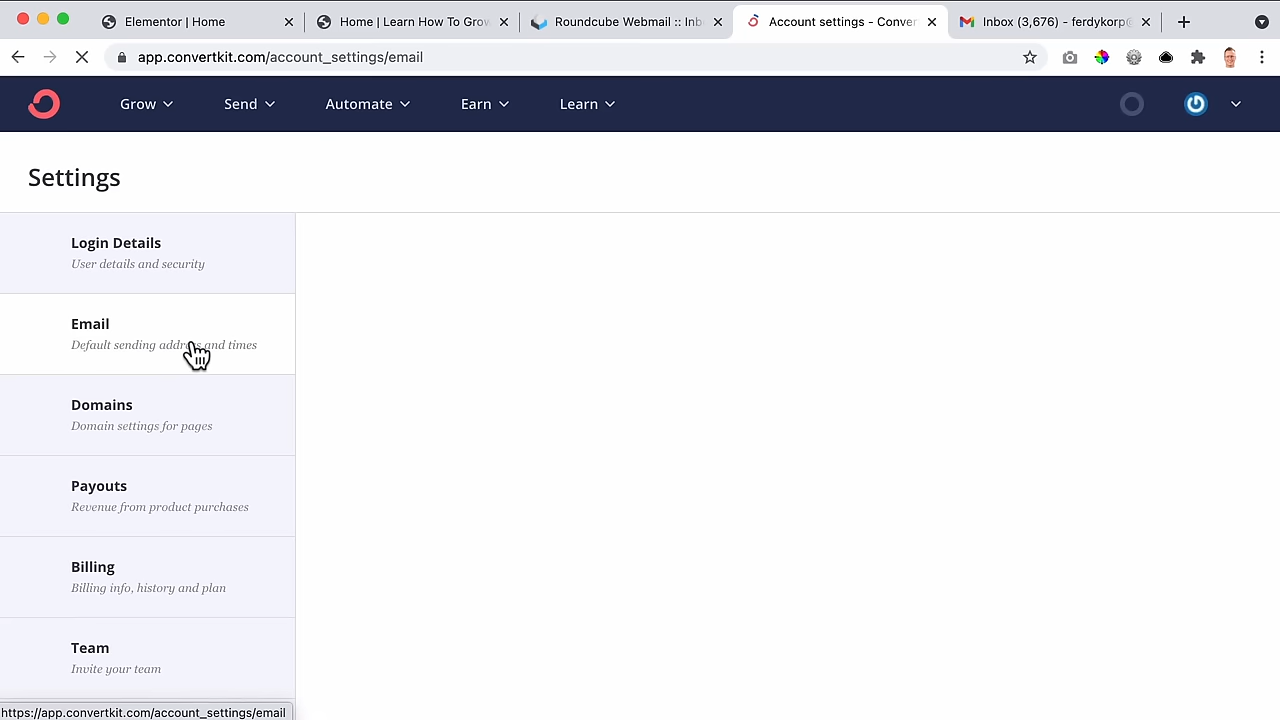 Elementor | Home
Home | Learn How To Grow
Roundcube Webmail :: Inb
Account settings - Conver
Inbox (3,676) - ferdykorp@
app.convertkit.com/account_settings/email
Grow
Send
Automate
Earn
Learn
Settings
Login Details
User details and security
Email
Default sending address and times
Domains
Domain settings for pages
Payouts
Revenue from product purchases
Billing
Billing info, history and plan
Team
Invite your team
https://app.convertkit.com/account_settings/email